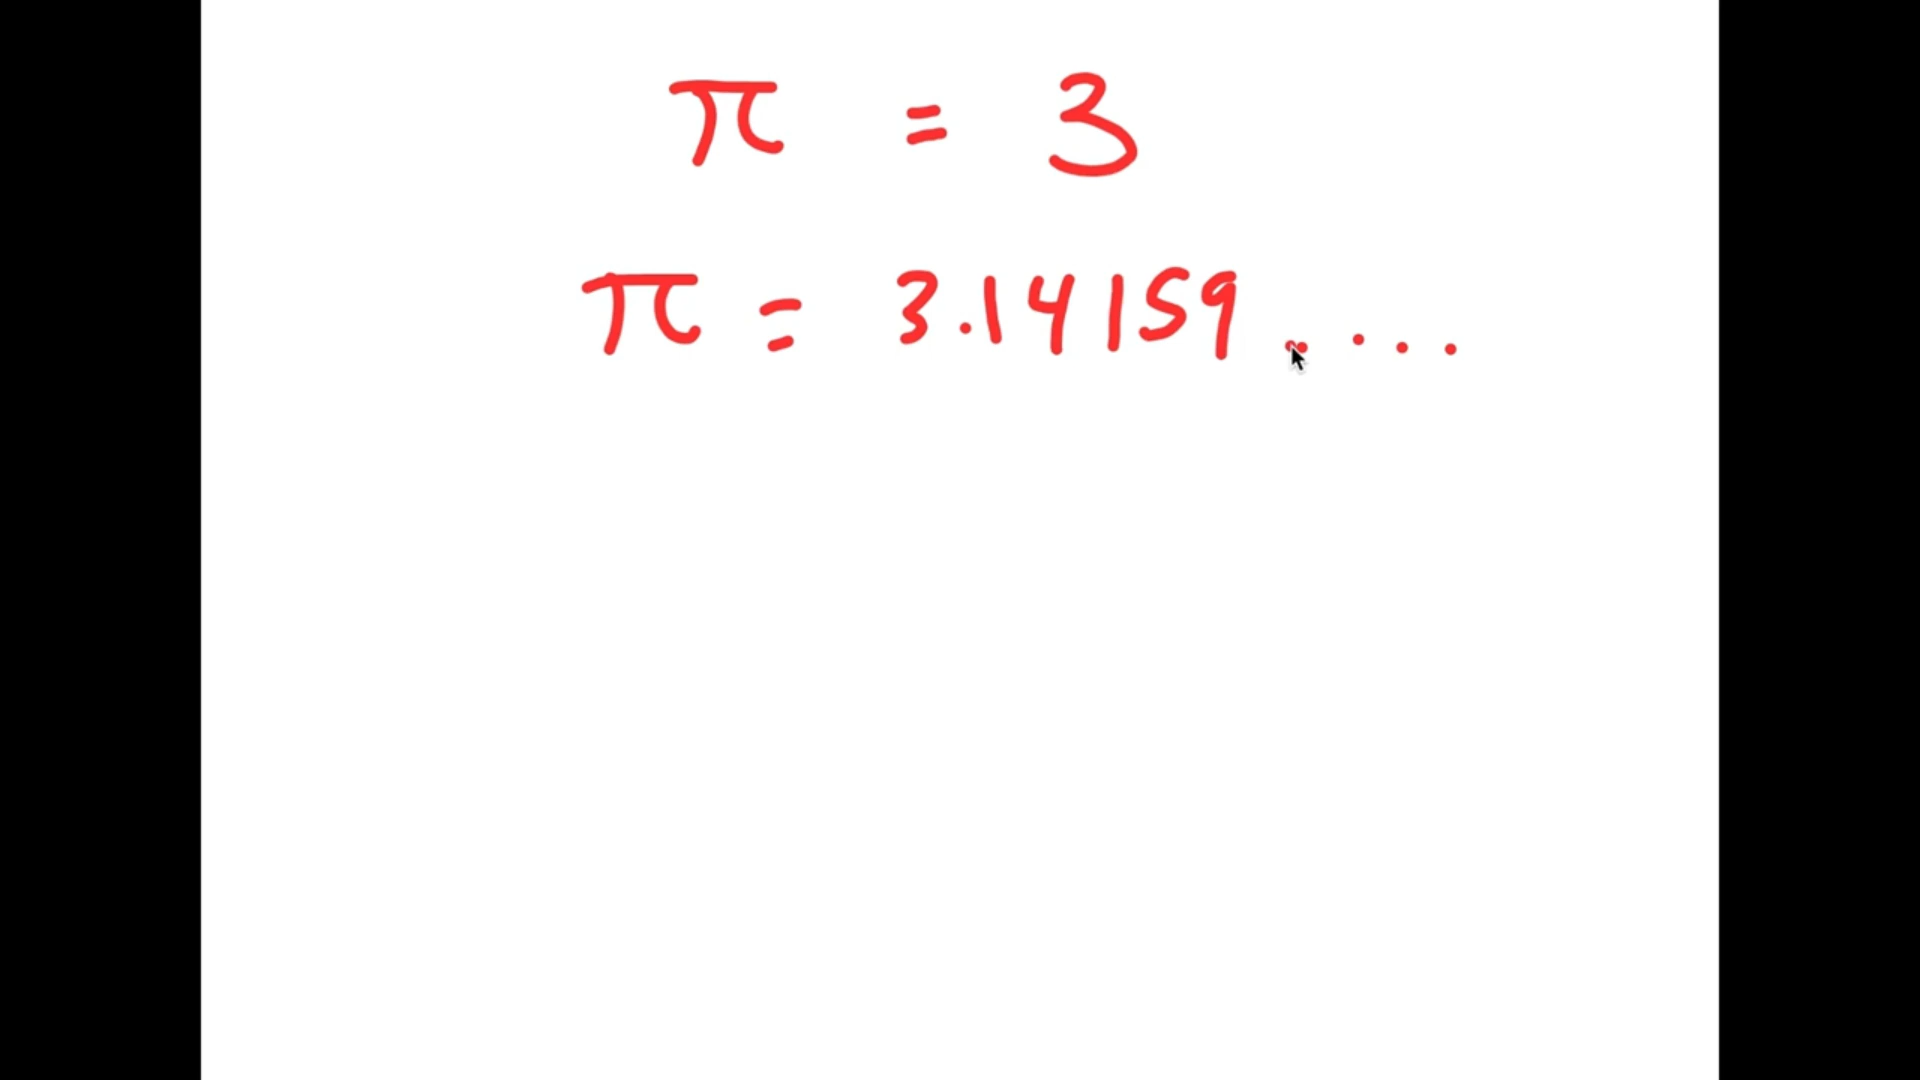 π = 3
π = 3.14159.....